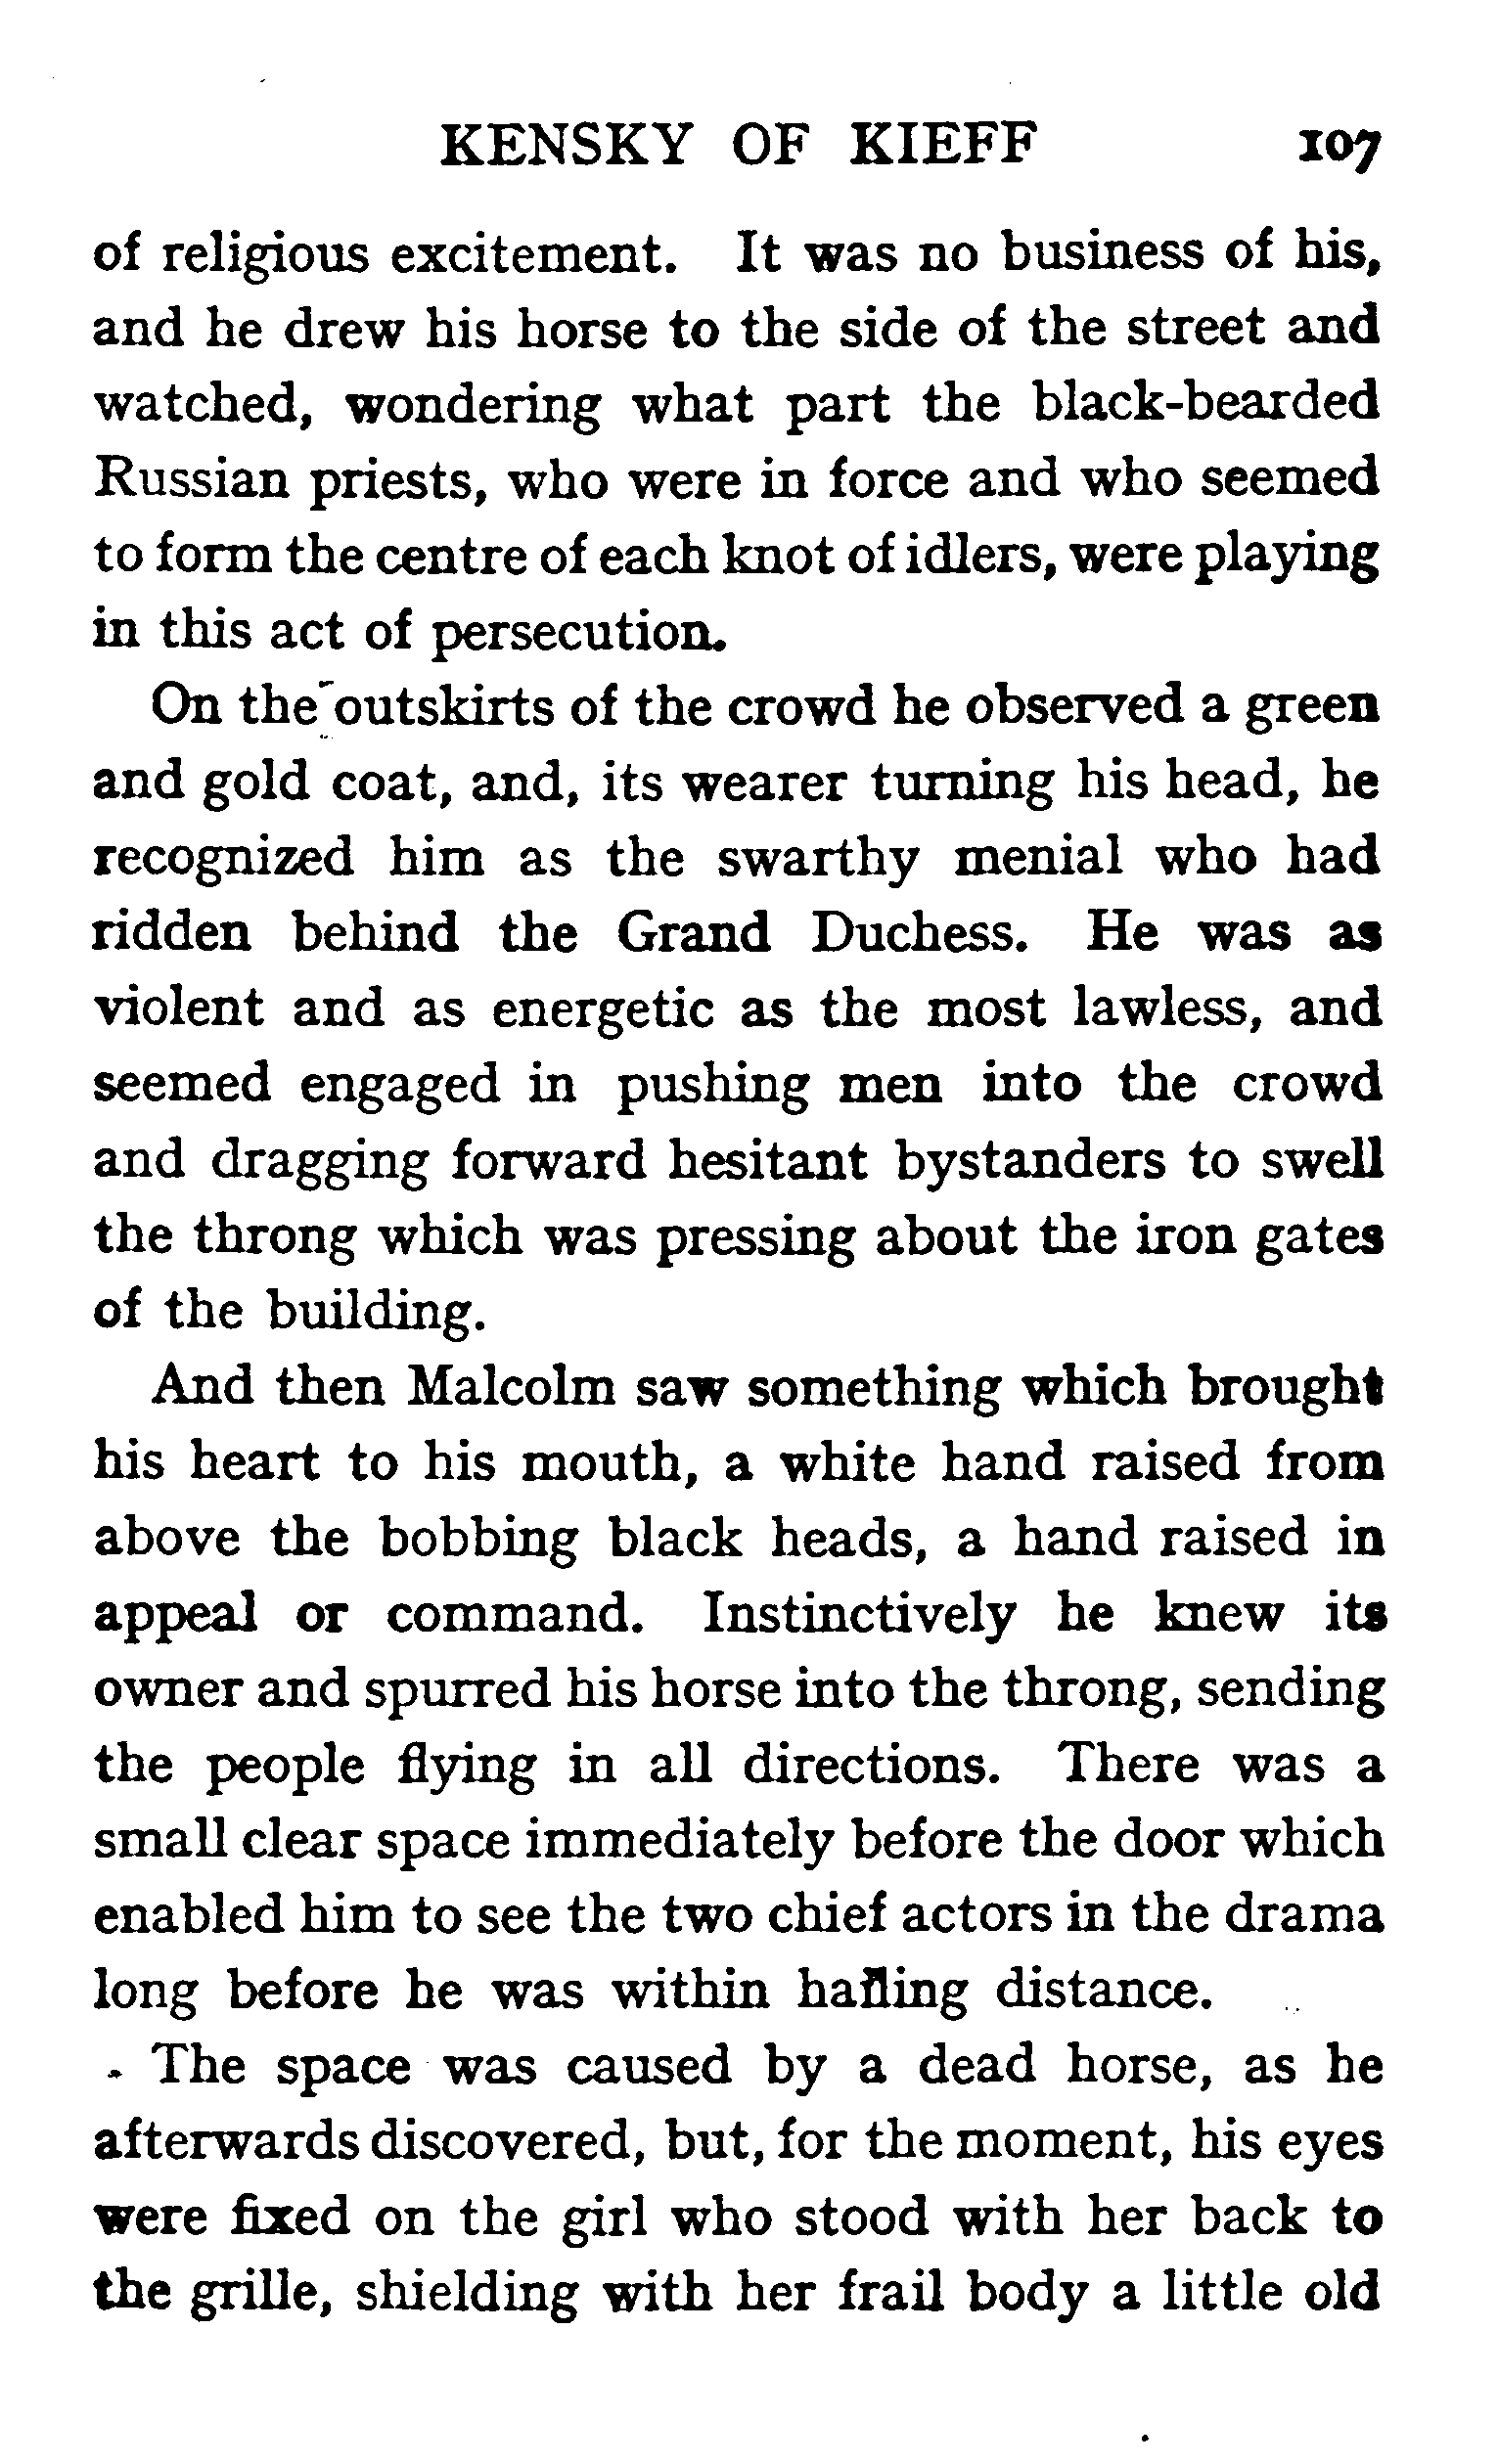 KENSKY OF KIEFF 107
of religious excitement. It was no business of his,
and he drew his horse to the side of the street and
watched, wondering what part the black-bearded
Russian priests, who were in force and who seemed
to form the centre of each knot of idlers, were playing
in this act of persecution.
On the outskirts of the crowd he observed a green
and gold coat, and, its wearer turning his head, he
recognized him as the swarthy menial who had
ridden behind the Grand Duchess. He was as
violent and as energetic as the most lawless, and
seemed engaged in pushing men into the crowd
and dragging forward hesitant bystanders to swell
the throng which was pressing about the iron gates
of the building.
And then Malcolm saw something which brought
his heart to his mouth, a white hand raised from
above the bobbing black heads, a hand raised in
appeal or command. Instinctively he knew its
owner and spurred his horse into the throng, sending
the people flying in all directions. There was a
small clear space immediately before the door which
enabled him to see the two chief actors in the drama
long before he was within hailing distance.
The space was caused by a dead horse, as he
afterwards discovered, but, for the moment, his eyes
were fixed on the girl who stood with her back to
the grille, shielding with her frail body a little old